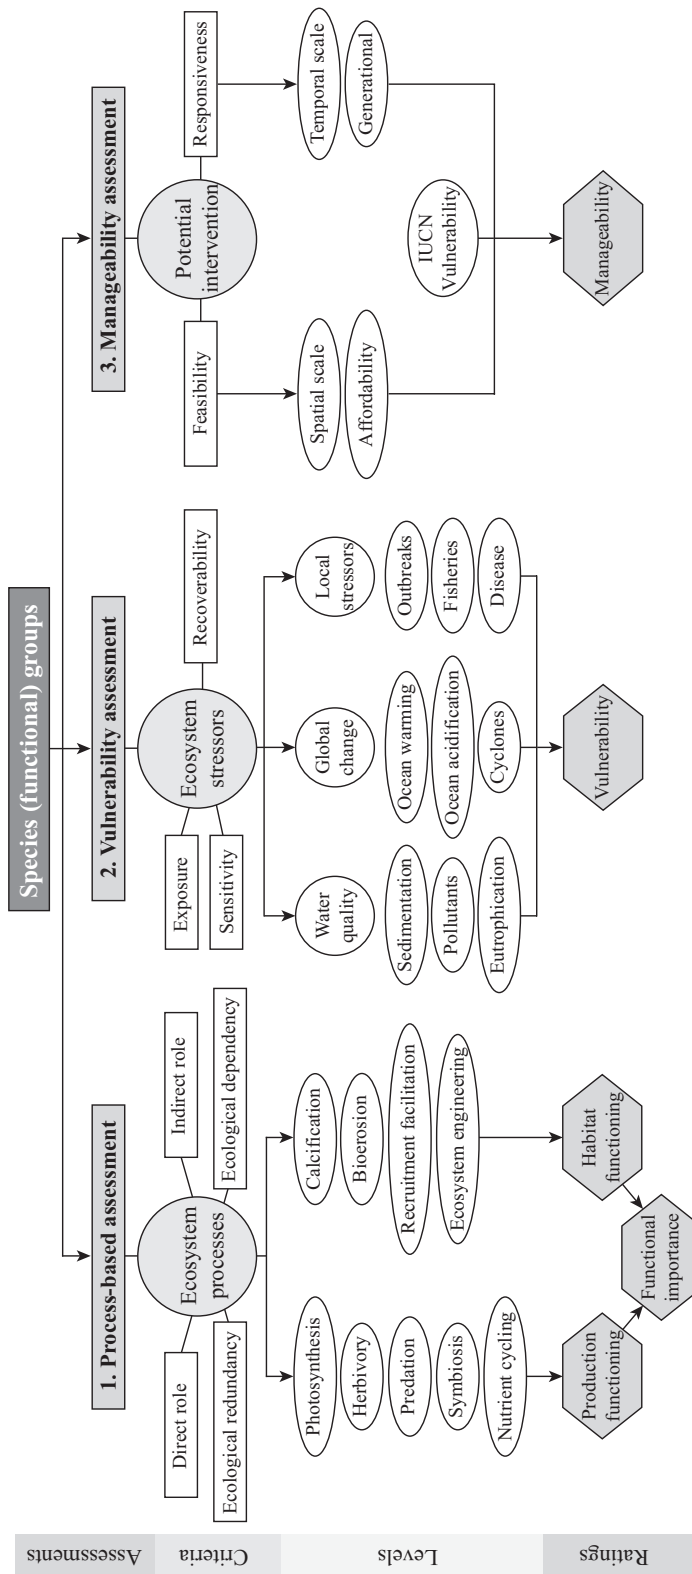 Species (functional) groups
1. Process-based assessment
2. Vulnerability assessment
3. Manageability assessment
Direct role
Indirect role
Ecological redundancy
Ecological dependency
Ecosystem
processes
Exposure
Sensitivity
Recoverability
Ecosystem
stressors
Feasibility
Potential
intervention
Responsiveness
Photosynthesis
Herbivory
Predation
Symbiosis
Nutrient cycling
Calcification
Bioerosion
Recruitment facilitation
Ecosystem engineering
Water
quality
Sedimentation
Pollutants
Eutrophication
Global
change
Ocean warming
Ocean acidification
Cyclones
Local
stressors
Outbreaks
Fisheries
Disease
Spatial scale
Affordability
IUCN
Vulnerability
Temporal scale
Generational
Production
functioning
Habitat
functioning
Functional
importance
Vulnerability
Manageability
Assessments
Criteria
Levels
Ratings